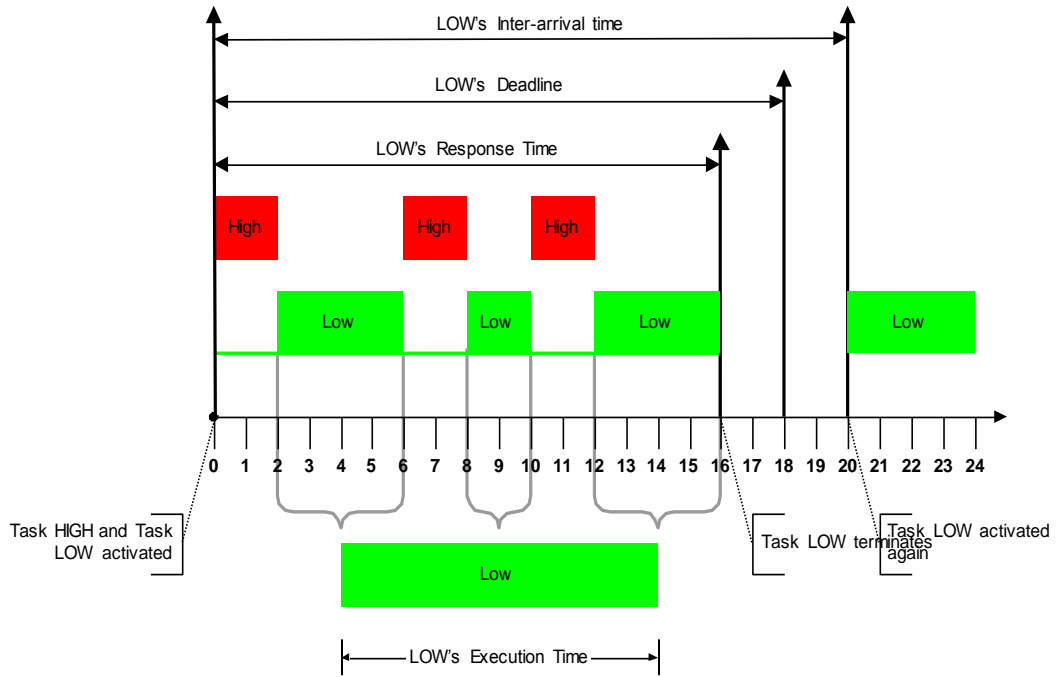 LOW's Inter-arrival time
LOW's Deadline
LOW's Response Time
High
High
High
Low
Low
Low
Low
0 1 2 3 4 5 6 7 8 9 10 11 12 13 14 15 16 17 18 19 20 21 22 23 24
Task HIGH and Task
LOW activated
Task LOW terminates
Task LOW activated
again
Low
LOW's Execution Time